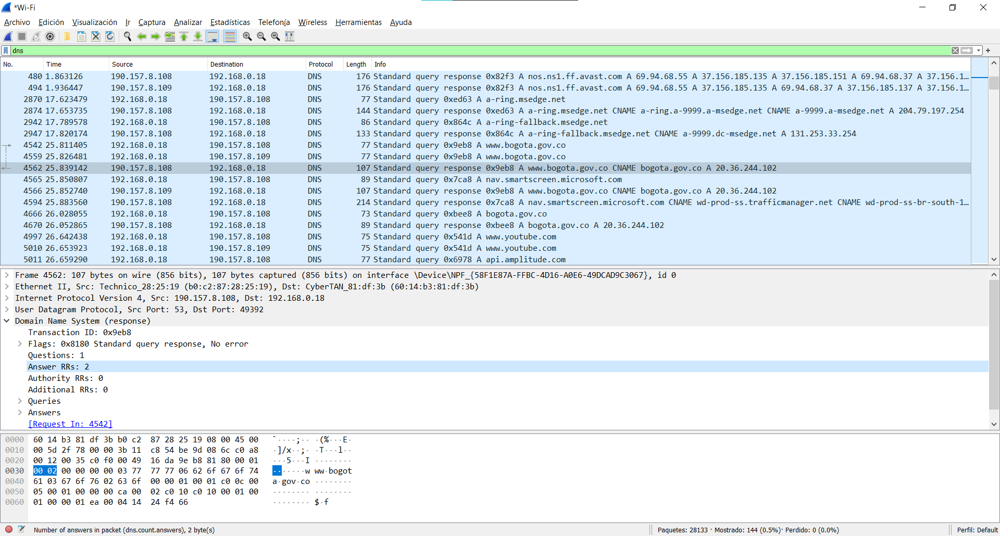 *Wi-Fi
Archivo Edición Visualización Ir Captura Analizar Estadísticas Telefonía Wireless Herramientas Ayuda
dns
No. Time Source Destination Protocol Length Info
480 1.863126 190.157.8.108 192.168.0.18 DNS 176 Standard query response 0x82f3 A nos.ns1.ff.avast.com A 69.94.68.55 A 37.156.185.135 A 37.156.185.151 A 69.94.68.37 A 37.156.1…
494 1.936447 190.157.8.109 192.168.0.18 DNS 176 Standard query response 0x82f3 A nos.ns1.ff.avast.com A 69.94.68.55 A 37.156.185.135 A 69.94.68.37 A 37.156.185.137 A 37.156.1…
2870 17.623479 192.168.0.18 190.157.8.108 DNS 77 Standard query 0xed63 A a-ring.msedge.net
2874 17.653735 190.157.8.108 192.168.0.18 DNS 144 Standard query response 0xed63 A a-ring.msedge.net CNAME a-ring.a-9999.a-msedge.net CNAME a-9999.a-msedge.net A 204.79.197.254
2942 17.789578 192.168.0.18 190.157.8.108 DNS 86 Standard query 0x864c A a-ring-fallback.msedge.net
2947 17.820174 190.157.8.108 192.168.0.18 DNS 133 Standard query response 0x864c A a-ring-fallback.msedge.net CNAME a-9999.dc-msedge.net A 131.253.33.254
4542 25.811405 192.168.0.18 190.157.8.108 DNS 77 Standard query 0x9eb8 A www.bogota.gov.co
4559 25.826481 192.168.0.18 190.157.8.109 DNS 77 Standard query 0x9eb8 A www.bogota.gov.co
4562 25.839142 190.157.8.108 192.168.0.18 DNS 107 Standard query response 0x9eb8 A www.bogota.gov.co CNAME bogota.gov.co A 20.36.244.102
4565 25.850807 192.168.0.18 190.157.8.108 DNS 89 Standard query 0x7ca8 A nav.smartscreen.microsoft.com
4566 25.852740 190.157.8.109 192.168.0.18 DNS 107 Standard query response 0x9eb8 A www.bogota.gov.co CNAME bogota.gov.co A 20.36.244.102
4594 25.883560 190.157.8.108 192.168.0.18 DNS 214 Standard query response 0x7ca8 A nav.smartscreen.microsoft.com CNAME wd-prod-ss.trafficmanager.net CNAME wd-prod-ss-br-south-1…
4666 26.028055 192.168.0.18 190.157.8.108 DNS 73 Standard query 0xbee8 A bogota.gov.co
4670 26.052865 190.157.8.108 192.168.0.18 DNS 89 Standard query response 0xbee8 A bogota.gov.co A 20.36.244.102
4997 26.642438 192.168.0.18 190.157.8.108 DNS 75 Standard query 0x541d A www.youtube.com
5010 26.653923 192.168.0.18 190.157.8.109 DNS 75 Standard query 0x541d A www.youtube.com
5011 26.659290 192.168.0.18 190.157.8.108 DNS 77 Standard query 0x6978 A api.amplitude.com
Frame 4562: 107 bytes on wire (856 bits), 107 bytes captured (856 bits) on interface \Device\NPF_{58F1E87A-FFBC-4D16-A0E6-49DCAD9C3067}, id 0
Ethernet II, Src: Technico_28:25:19 (b0:c2:87:28:25:19), Dst: CyberTAN_81:df:3b (60:14:b3:81:df:3b)
Internet Protocol Version 4, Src: 190.157.8.108, Dst: 192.168.0.18
User Datagram Protocol, Src Port: 53, Dst Port: 49392
Domain Name System (response)
Transaction ID: 0x9eb8
Flags: 0x8180 Standard query response, No error
Questions: 1
Answer RRs: 2
Authority RRs: 0
Additional RRs: 0
Queries
Answers
[Request In: 4542]
0000 60 14 b3 81 df 3b b0 c2 87 28 25 19 08 00 45 00 `····;·· ·(%···E·
0010 00 5d 2f 78 00 00 3b 11 c8 54 be 9d 08 6c c0 a8 ·]/x··;· ·T···l··
0020 00 12 00 35 c0 f0 00 49 16 da 9e b8 81 80 00 01 ···5···I ········
0030 00 02 00 00 00 00 03 77 77 77 06 62 6f 67 6f 74 ·······w ww·bogot
0040 61 03 67 6f 76 02 63 6f 00 00 01 00 01 c0 0c 00 a·gov·co ········
0050 05 00 01 00 00 00 ca 00 02 c0 10 c0 10 00 01 00 ········ ········
0060 01 00 00 01 ea 00 04 14 24 f4 66 ········ $·f
Number of answers in packet (dns.count.answers), 2 byte(s)
Paquetes: 28133 · Mostrado: 144 (0.5%)· Perdido: 0 (0.0%)
Perfil: Default